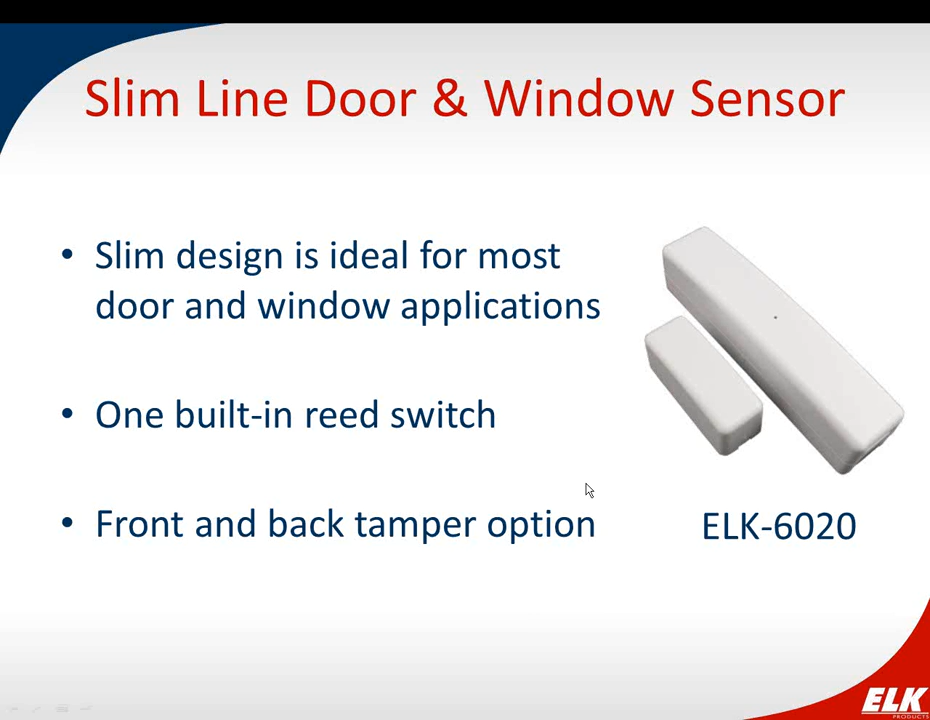 Slim Line Door & Window Sensor
• Slim design is ideal for most
door and window applications
• One built-in reed switch
• Front and back tamper option
ELK-6020
ELK
PRODUCTS